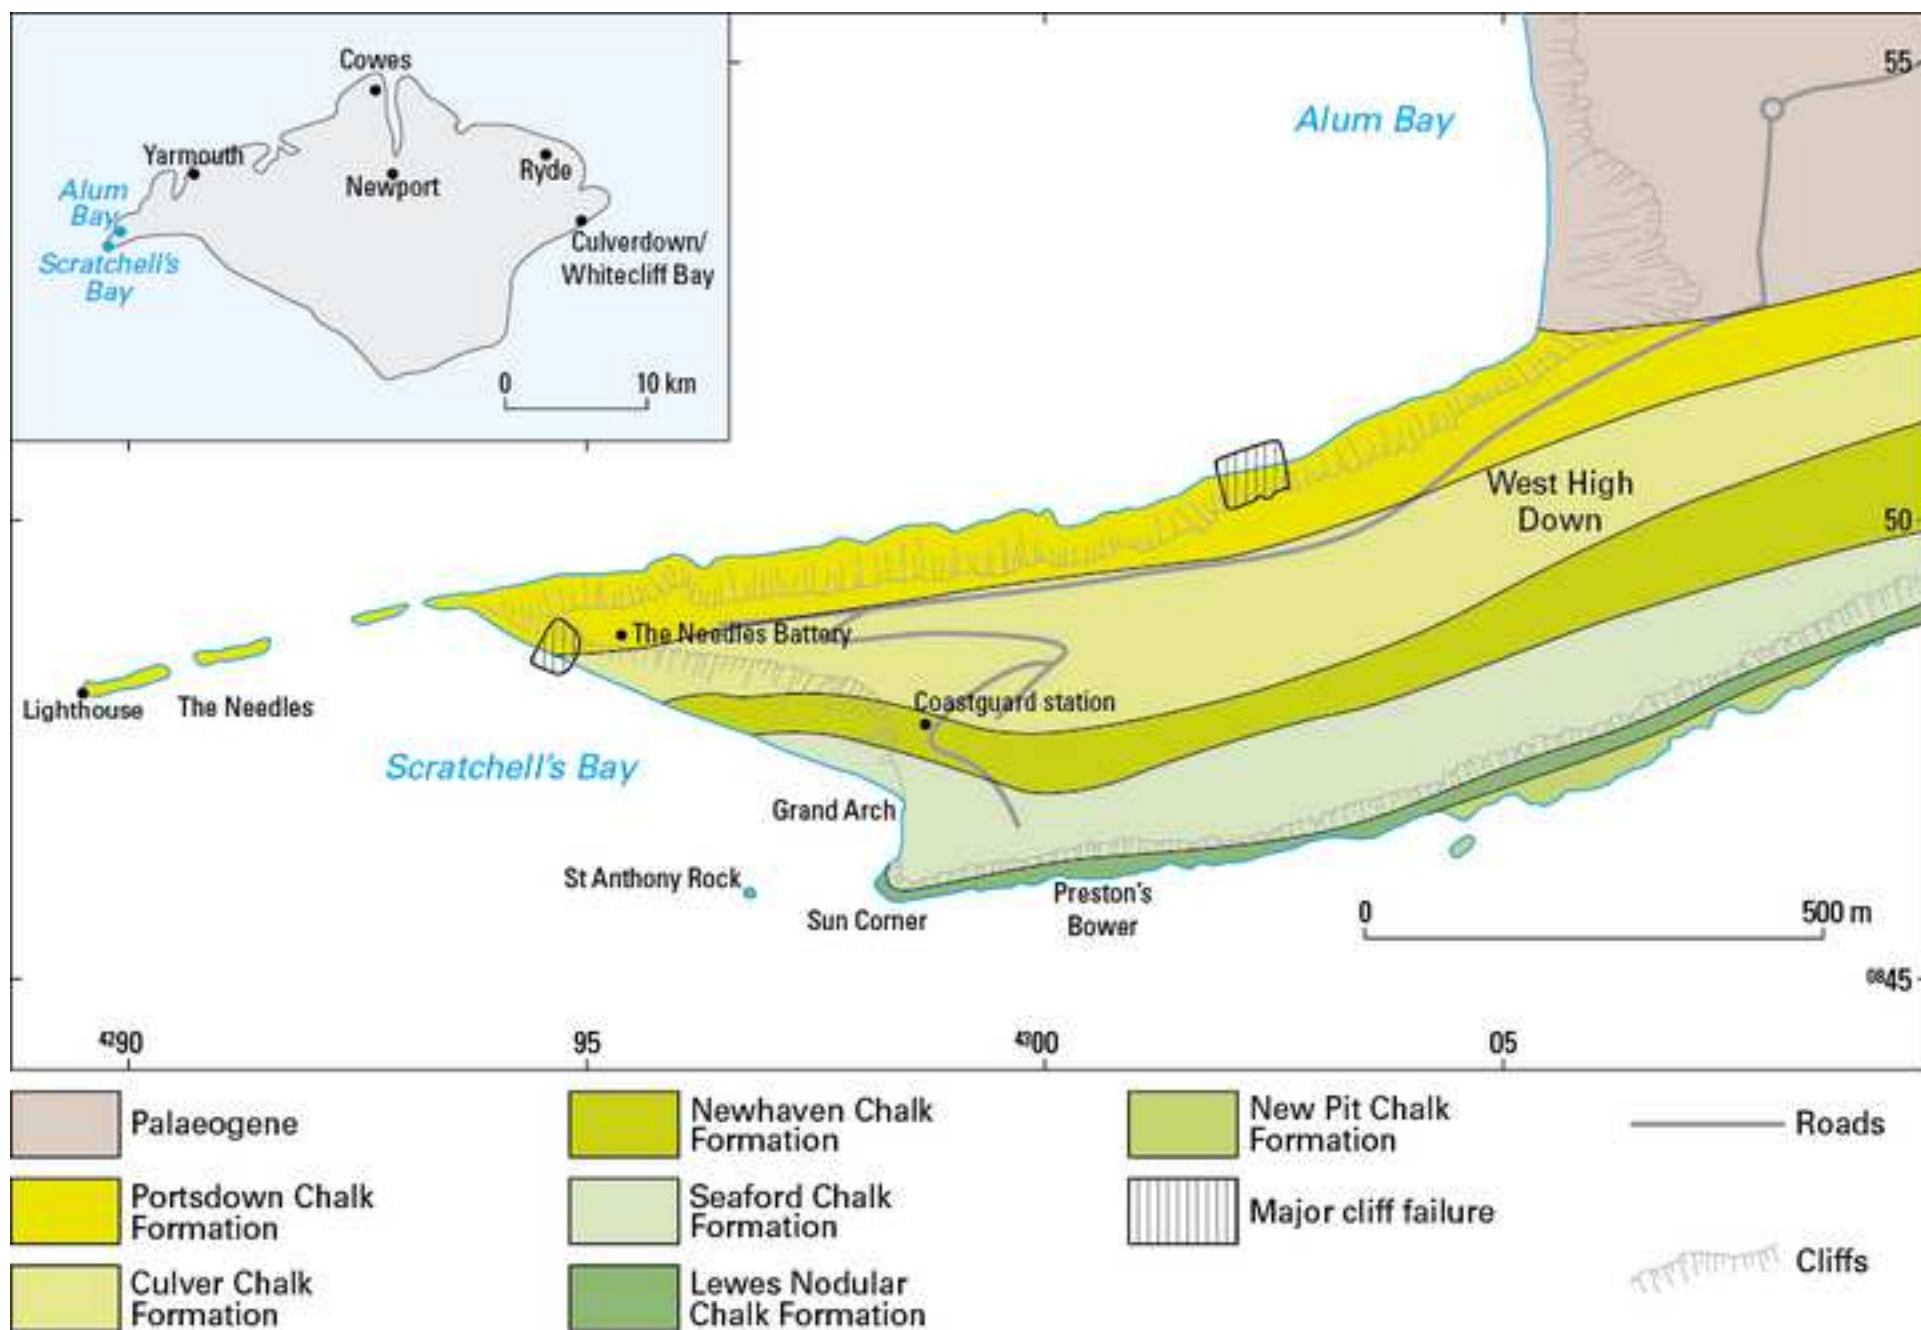 Cowes
Yarmouth
Ryde
Newport
Alum
Bay
Scratchell's
Bay
Culverdown/
Whitecliff Bay
0 10 km
Alum Bay
55
West High
Down
50
The Needles Battery
Coastguard station
Lighthouse
The Needles
Scratchell's Bay
Grand Arch
St Anthony Rock
Sun Corner
Preston's
Bower
0 500 m
0845
4290 95 4300 05
Palaeogene
Portsdown Chalk
Formation
Culver Chalk
Formation
Newhaven Chalk
Formation
Seaford Chalk
Formation
Lewes Nodular
Chalk Formation
New Pit Chalk
Formation
Major cliff failure
Roads
Cliffs